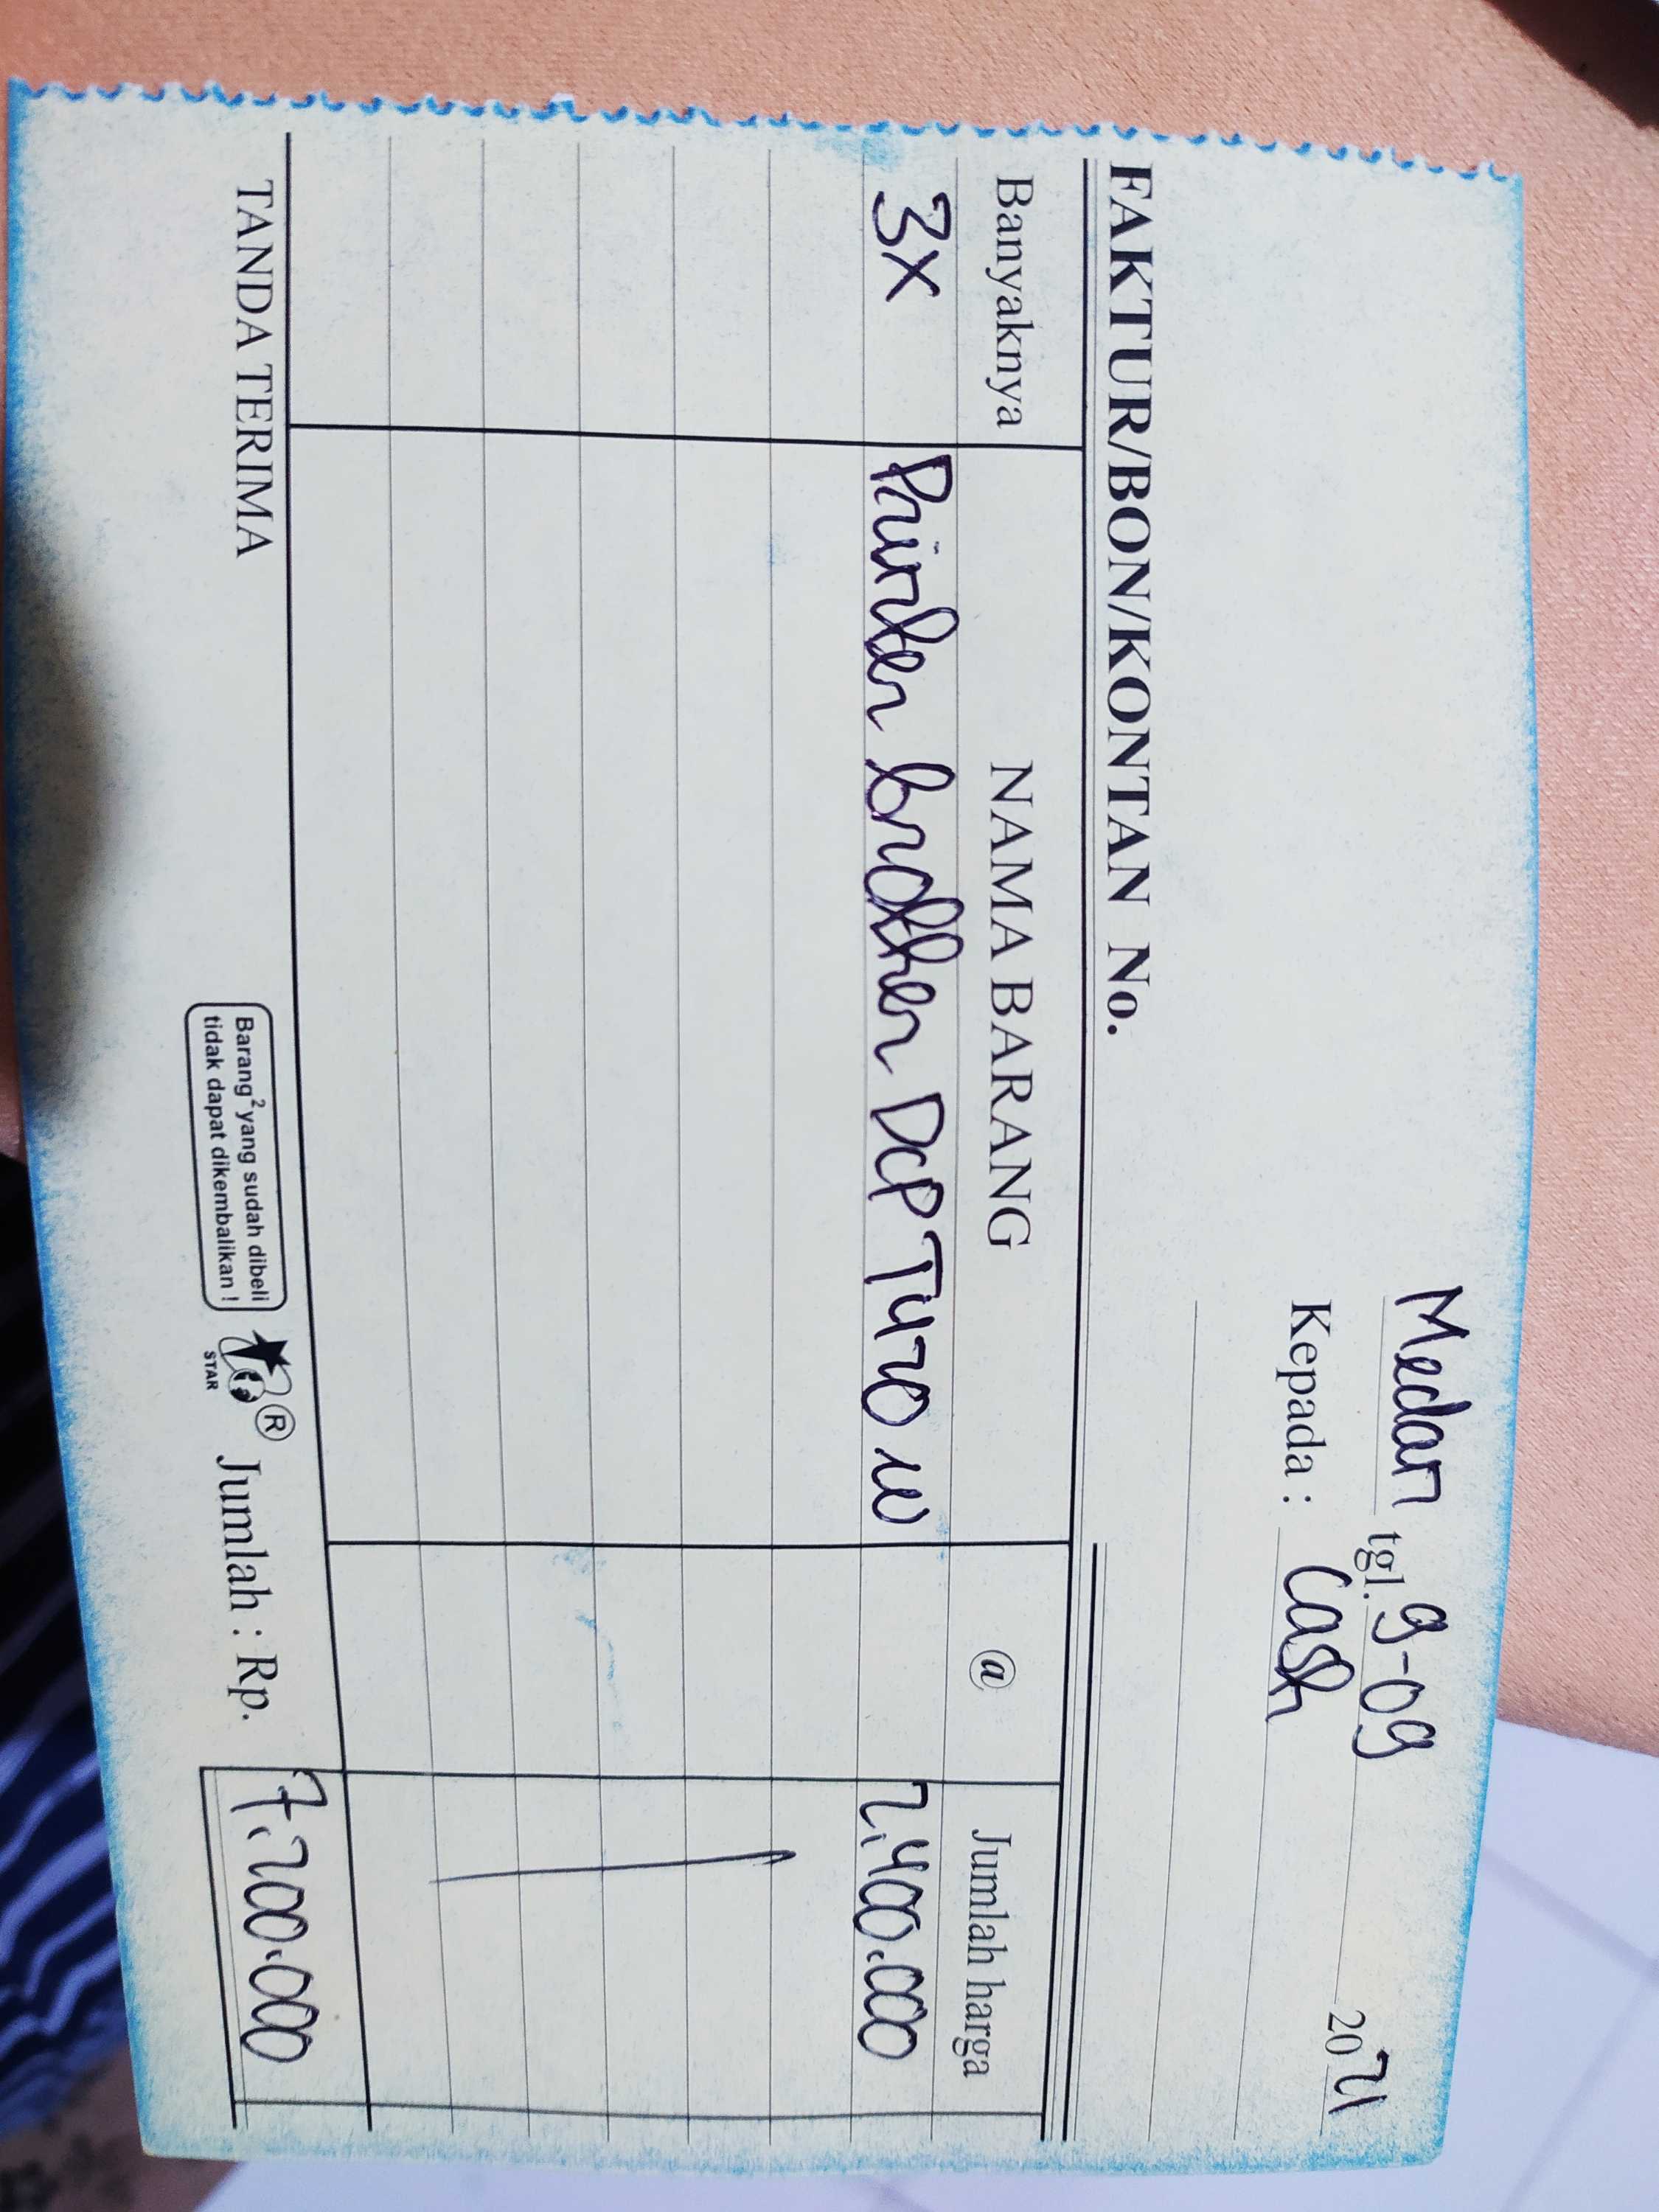 Medan tgl. 9-09 2021
Kepada : Cash
FAKTUR/BON/KONTAN No.
Banyaknya NAMA BARANG @ Jumlah harga
3x Printer brother DCP T420 W 2.400.000
TANDA TERIMA
Barang² yang sudah dibeli
tidak dapat dikembalikan !
STAR
®
Jumlah : Rp. 7.200.000